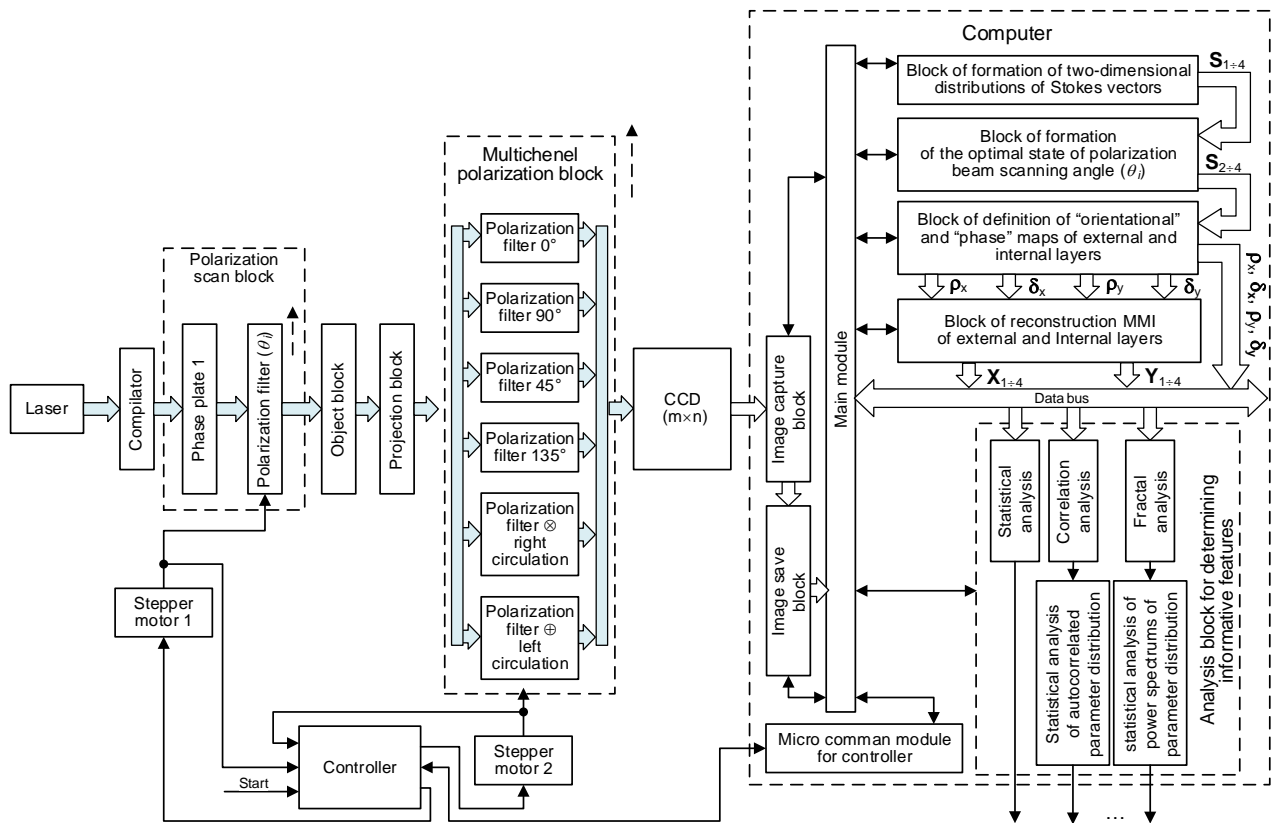 Computer
Block of formation of two-dimensional
distributions of Stokes vectors
S1÷4
Block of formation
of the optimal state of polarization
beam scanning angle (θi)
S2÷4
Block of definition of “orientational”
and “phase” maps of external and
internal layers
ρx, δx, ρy, δy
ρx
δx
ρy
δy
Block of reconstruction MMI
of external and Internal layers
X1÷4
Y1÷4
Data bus
Main module
Image capture
block
Image save
block
Micro comman module
for controller
Statistical
analysis
Correlation
analysis
Fractal
analysis
Statistical analysis
of autocorrelated
parameter distribution
statistical analysis of
power spectrums of
parameter distribution
Analysis block for determining
informative features
...
Multichenel
polarization block
Polarization
filter 0°
Polarization
filter 90°
Polarization
filter 45°
Polarization
filter 135°
Polarization
filter ⊗
right
circulation
Polarization
filter ⊕
left
circulation
CCD
(m×n)
Polarization
scan block
Laser
Compilator
Phase plate 1
Polarization filter (θi)
Object block
Projection block
Stepper
motor 1
Stepper
motor 2
Controller
Start